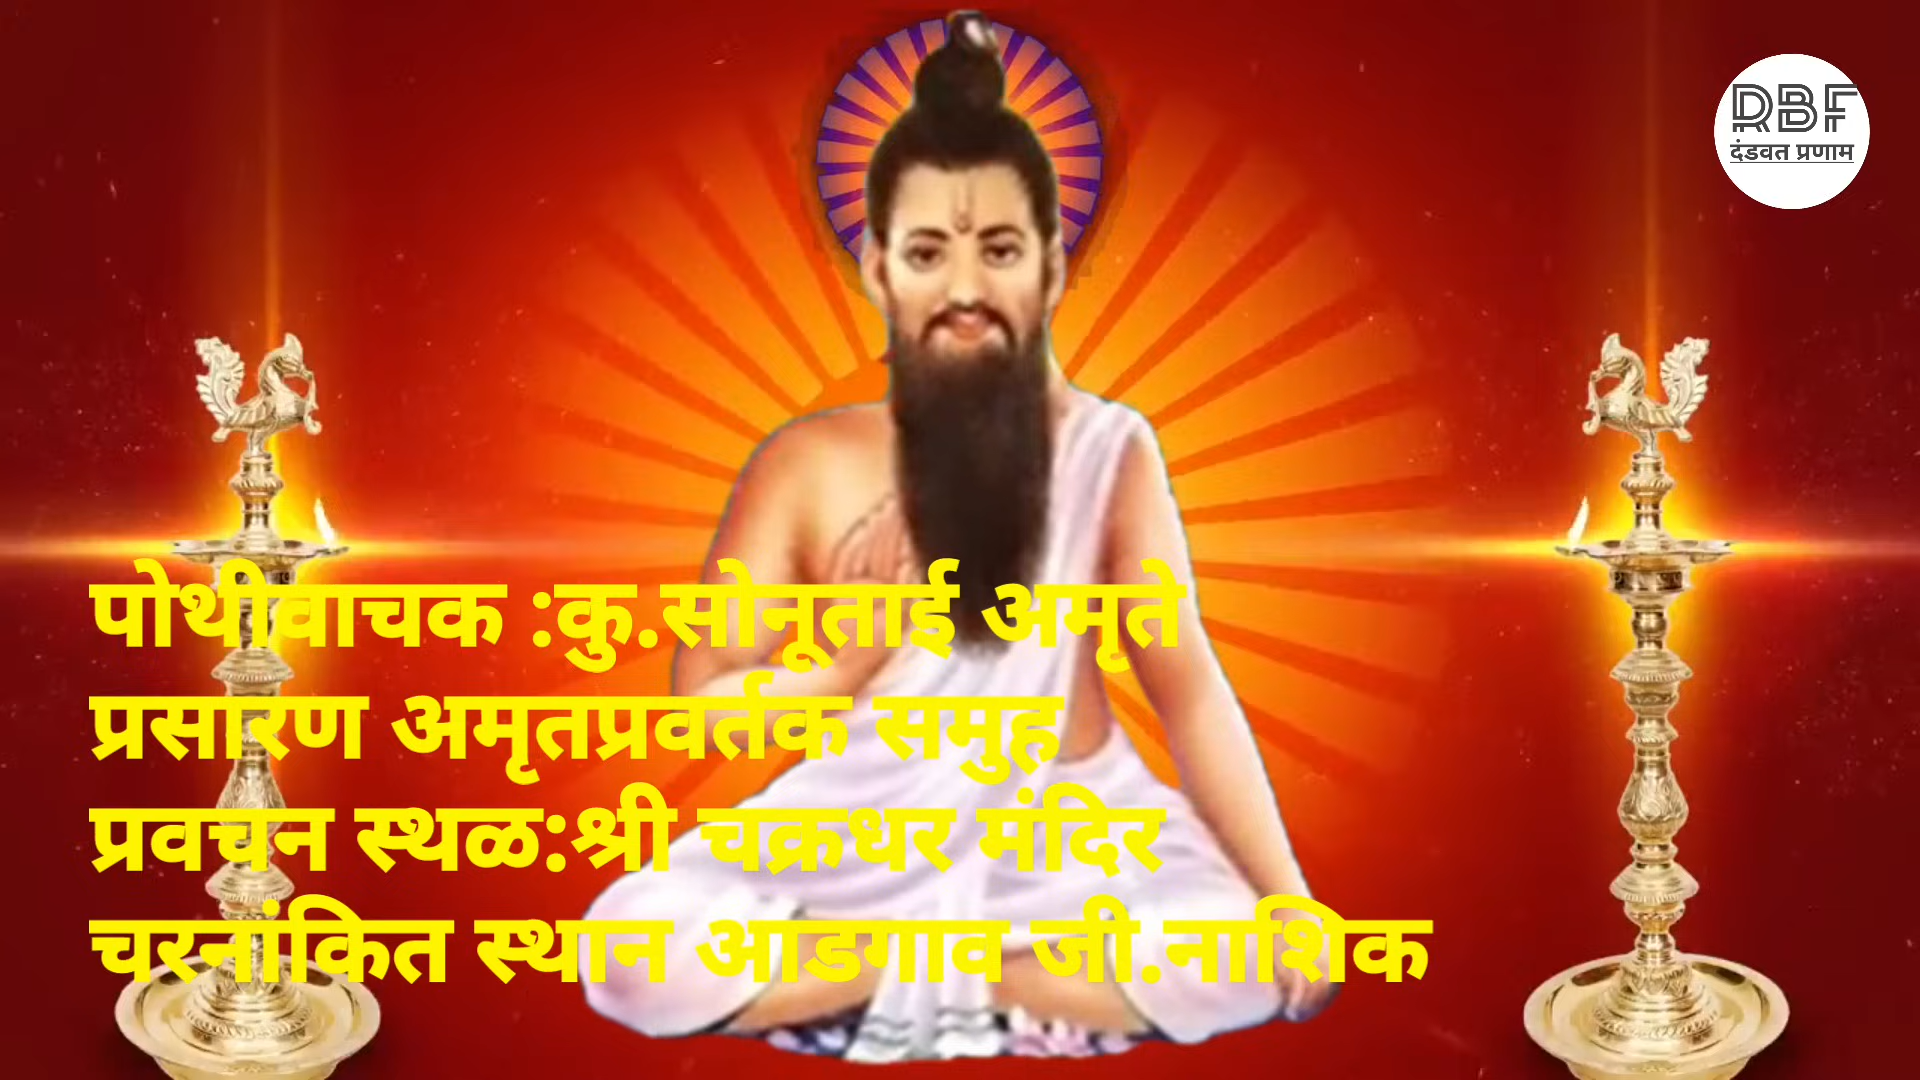 RBF
दंडवत प्रणाम
पोथीवाचक :कु.सोनूताई अमृते
प्रसारण अमृतप्रवर्तक समुह
प्रवचन स्थळ:श्री चक्रधर मंदिर
चरनांकित स्थान आडगाव जी.नाशिक